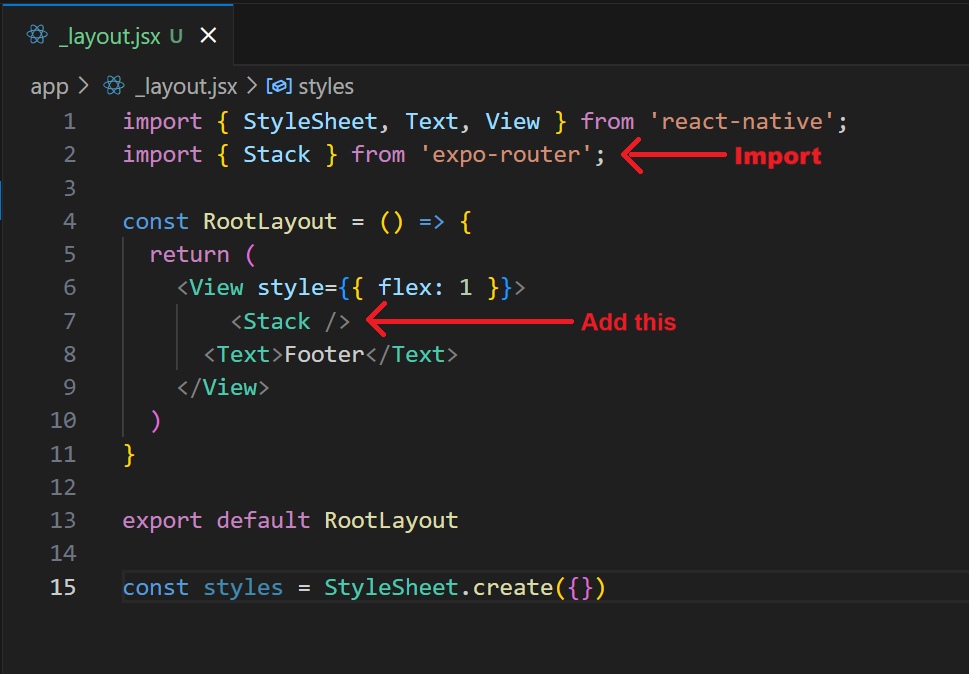 _layout.jsx U ×
app > _layout.jsx > styles
1 import { StyleSheet, Text, View } from 'react-native';
2 import { Stack } from 'expo-router'; Import
3
4 const RootLayout = () => {
5   return (
6     <View style={{ flex: 1 }}>
7         <Stack /> Add this
8       <Text>Footer</Text>
9     </View>
10   )
11 }
12
13 export default RootLayout
14
15 const styles = StyleSheet.create({})